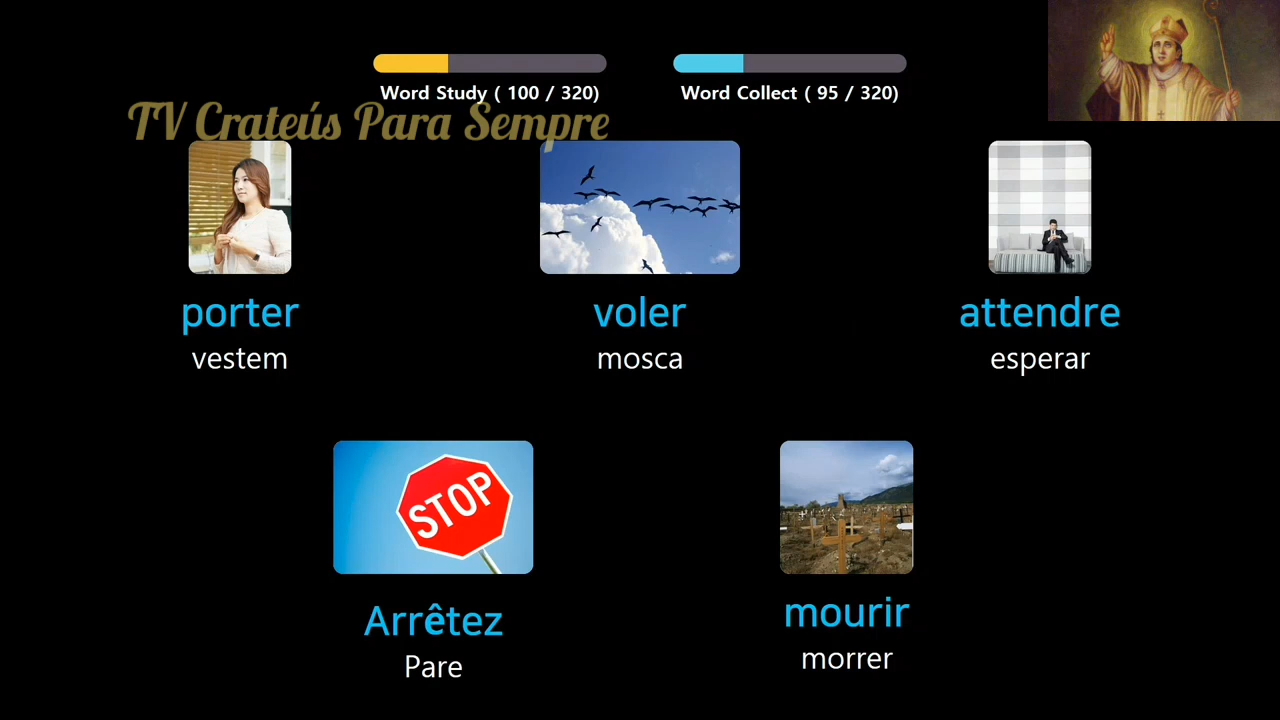 Word Study ( 100 / 320)
Word Collect ( 95 / 320)
TV Crateús Para Sempre
porter
vestem
voler
mosca
attendre
esperar
STOP
Arrêtez
Pare
mourir
morrer